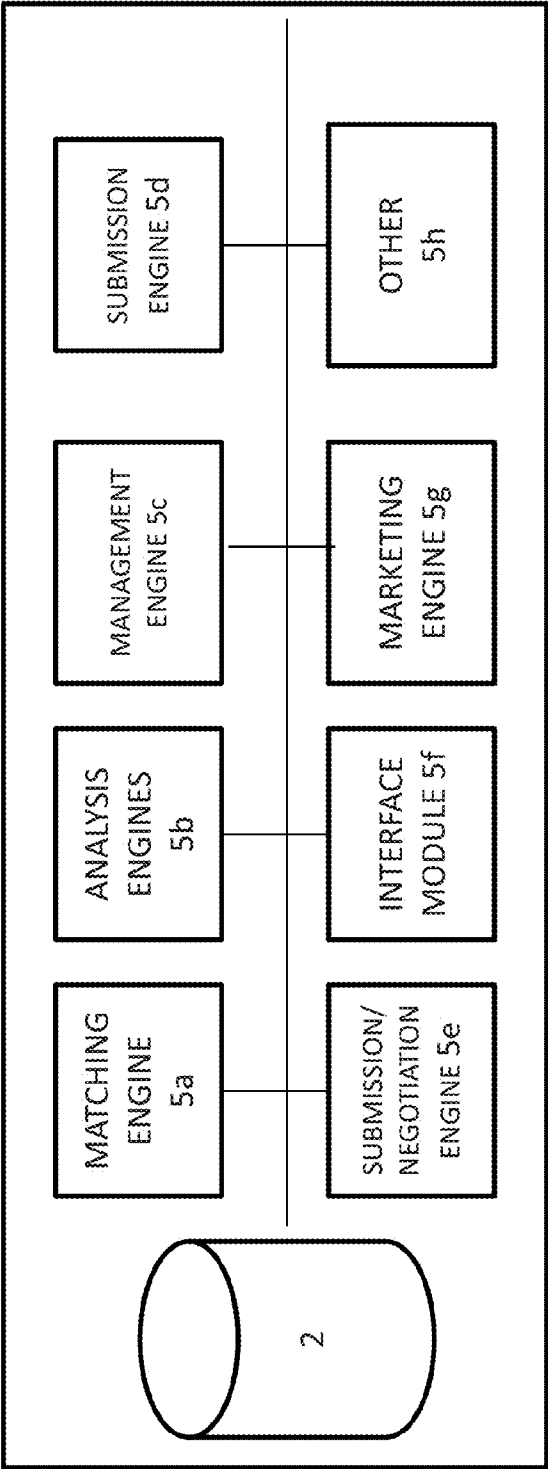 MATCHING
ENGINE
5a
ANALYSIS
ENGINES
5b
MANAGEMENT
ENGINE 5c
SUBMISSION
ENGINE 5d
2
SUBMISSION/
NEGOTIATION
ENGINE 5e
INTERFACE
MODULE 5f
MARKETING
ENGINE 5g
OTHER
5h